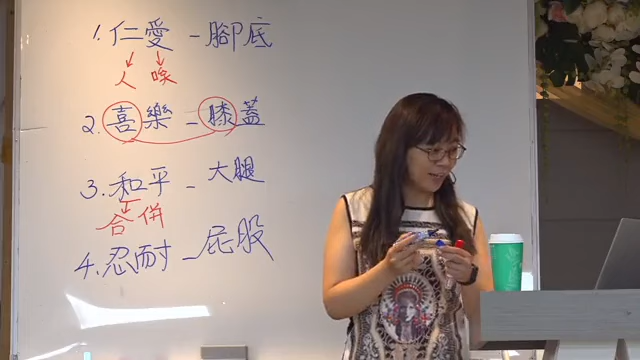 1.仁愛-腳底
人 唉
2.喜樂=膝蓋
3.和平-大腿
合併
4.忍耐-屁股